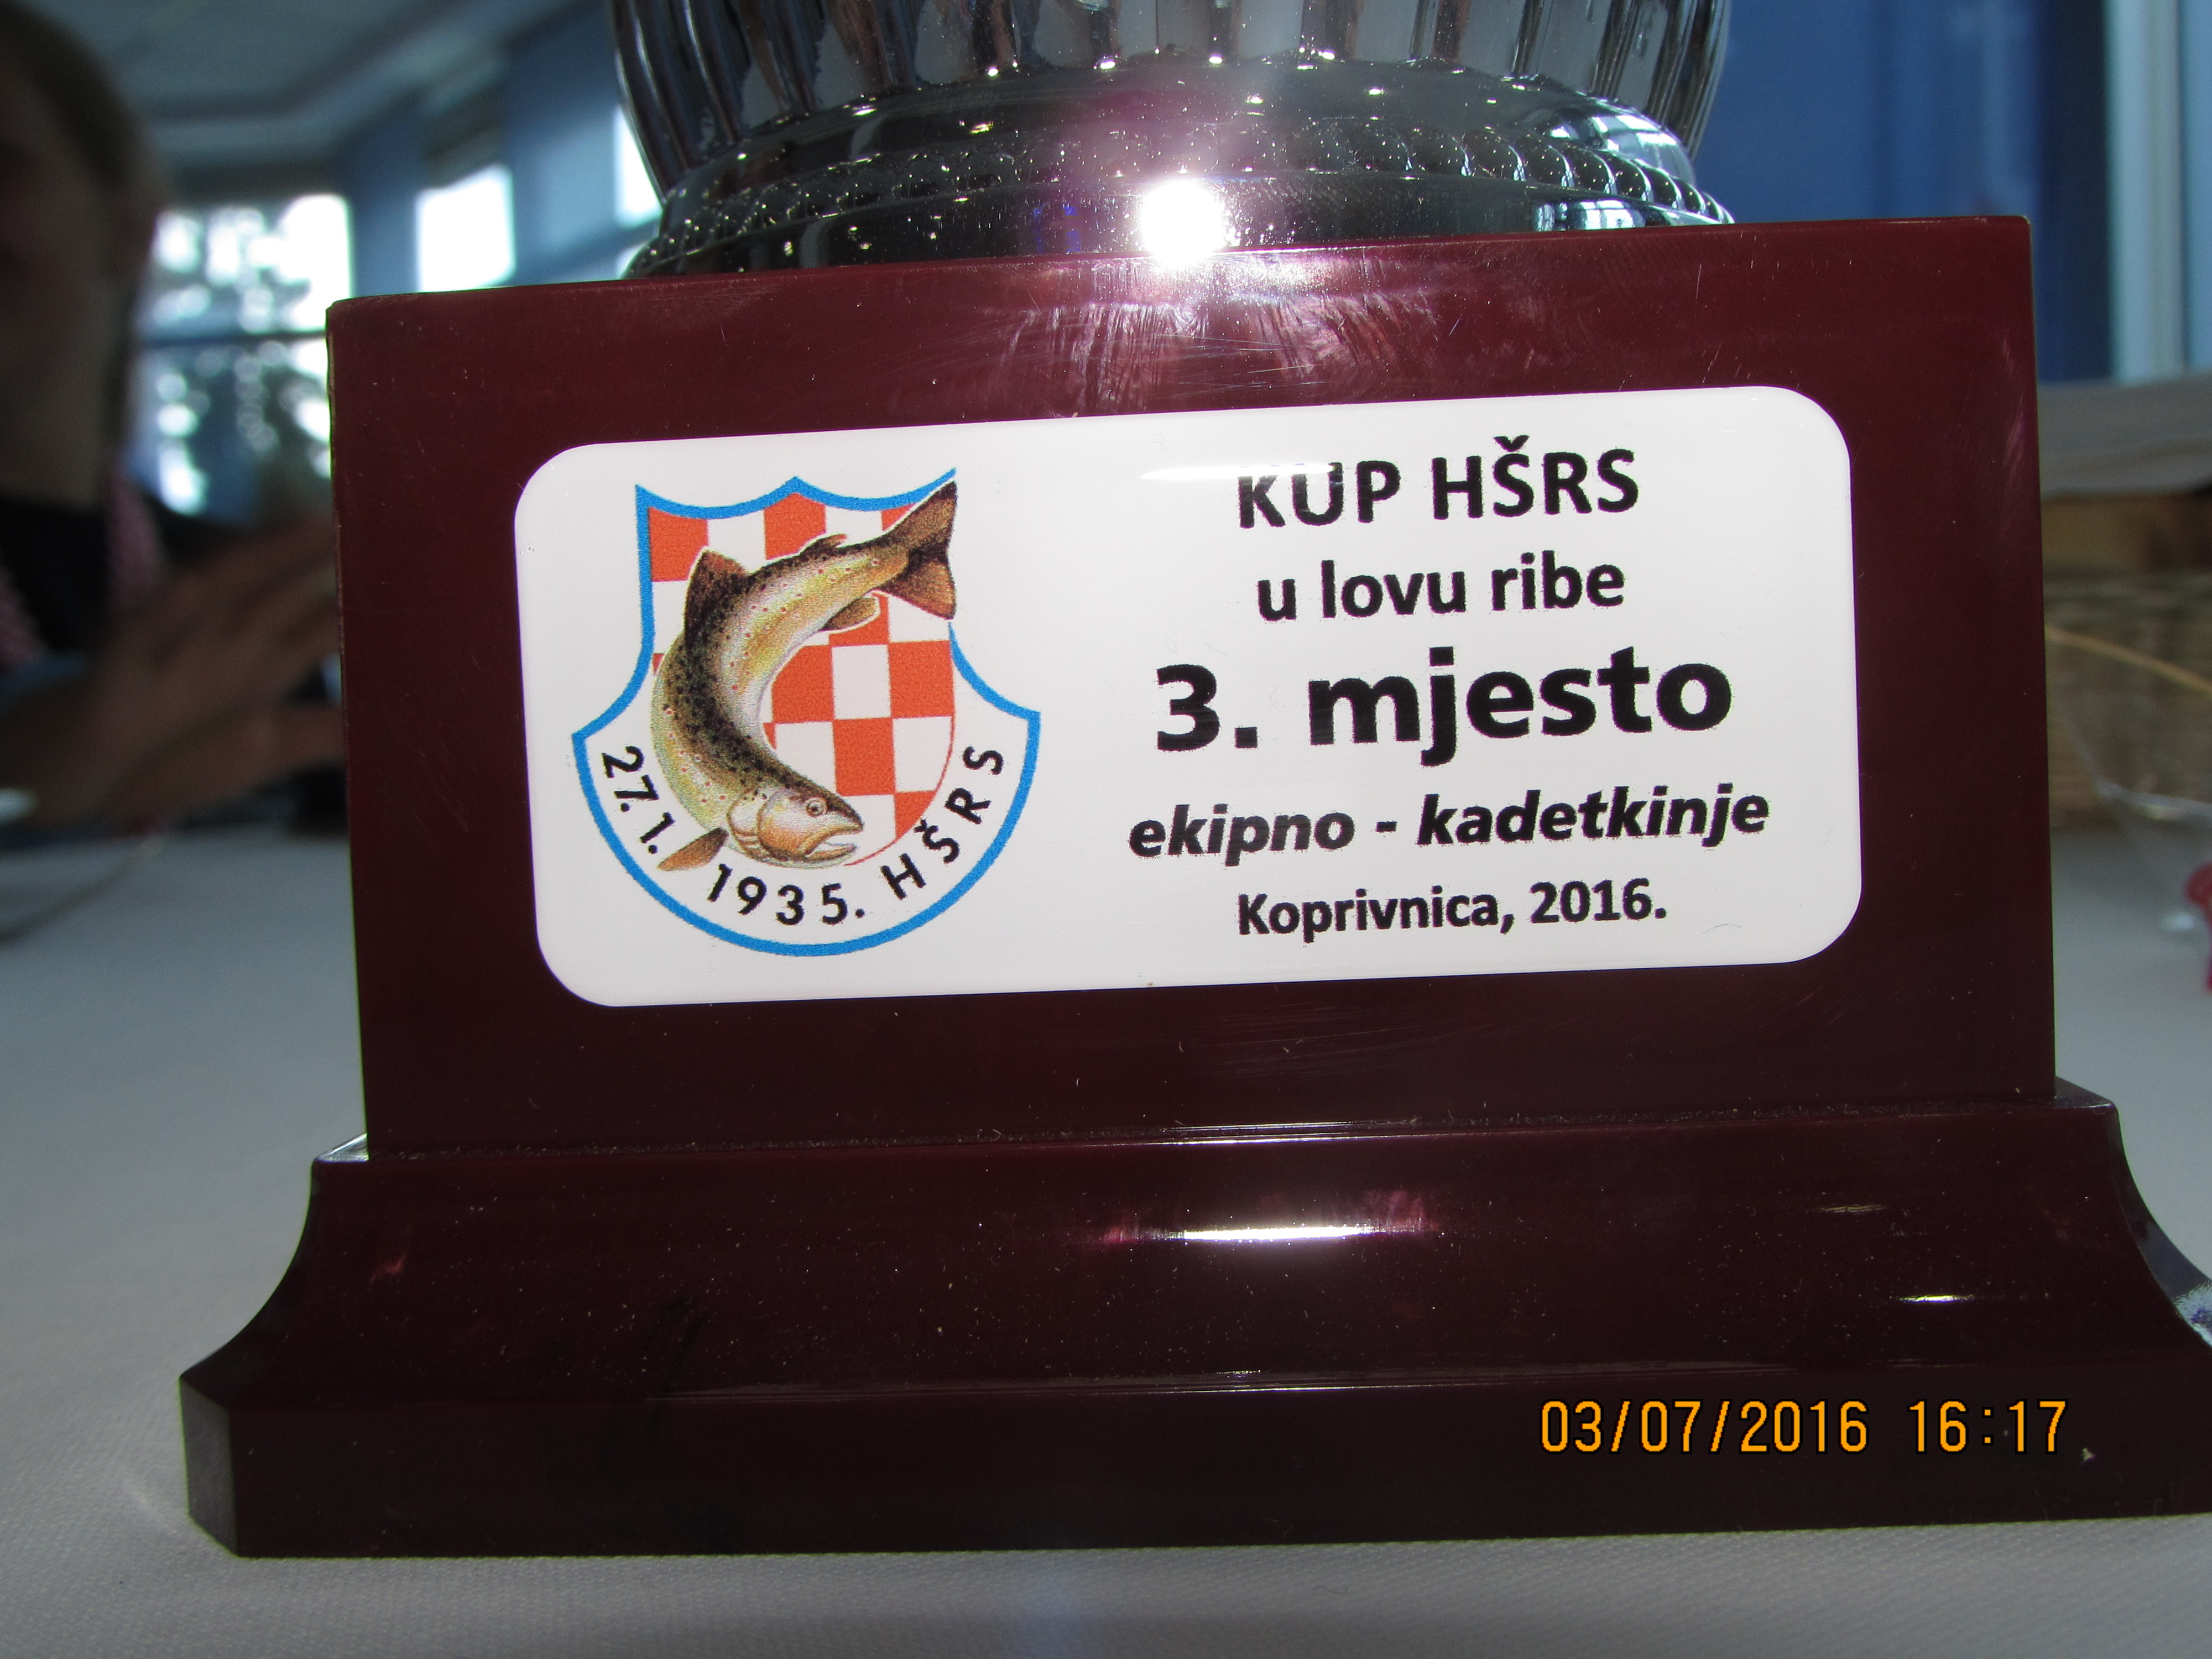 27.1. 1935. HŠRS
KUP HŠRS
u lovu ribe
3. mjesto
ekipno - kadetkinje
Koprivnica, 2016.
03/07/2016 16:17